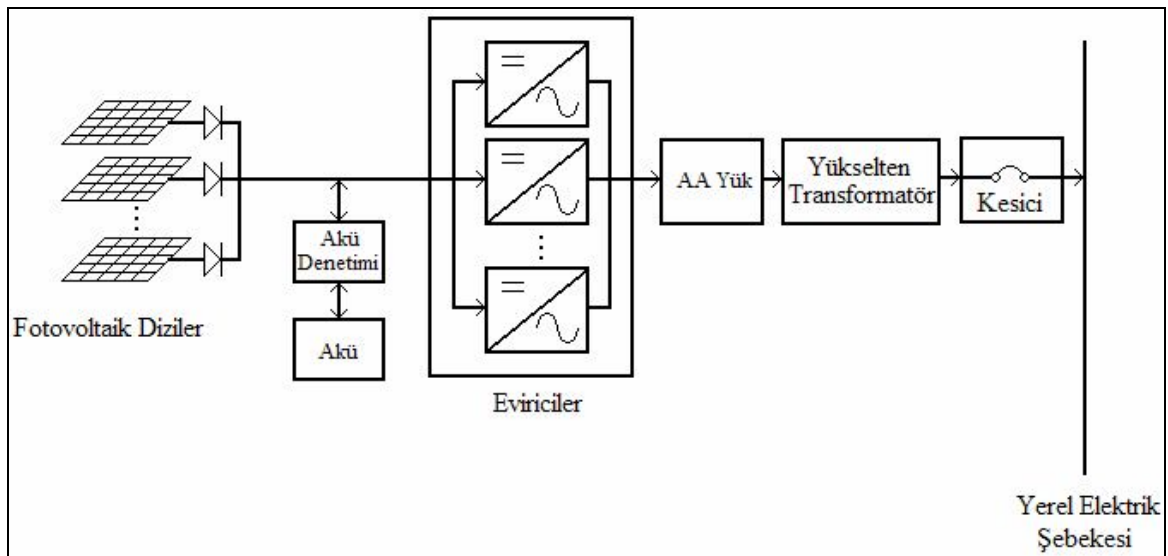 Fotovoltaik Diziler
Akü
Denetimi
Akü
Eviriciler
AA Yük
Yükselten
Transformatör
Kesici
Yerel Elektrik
Şebekesi